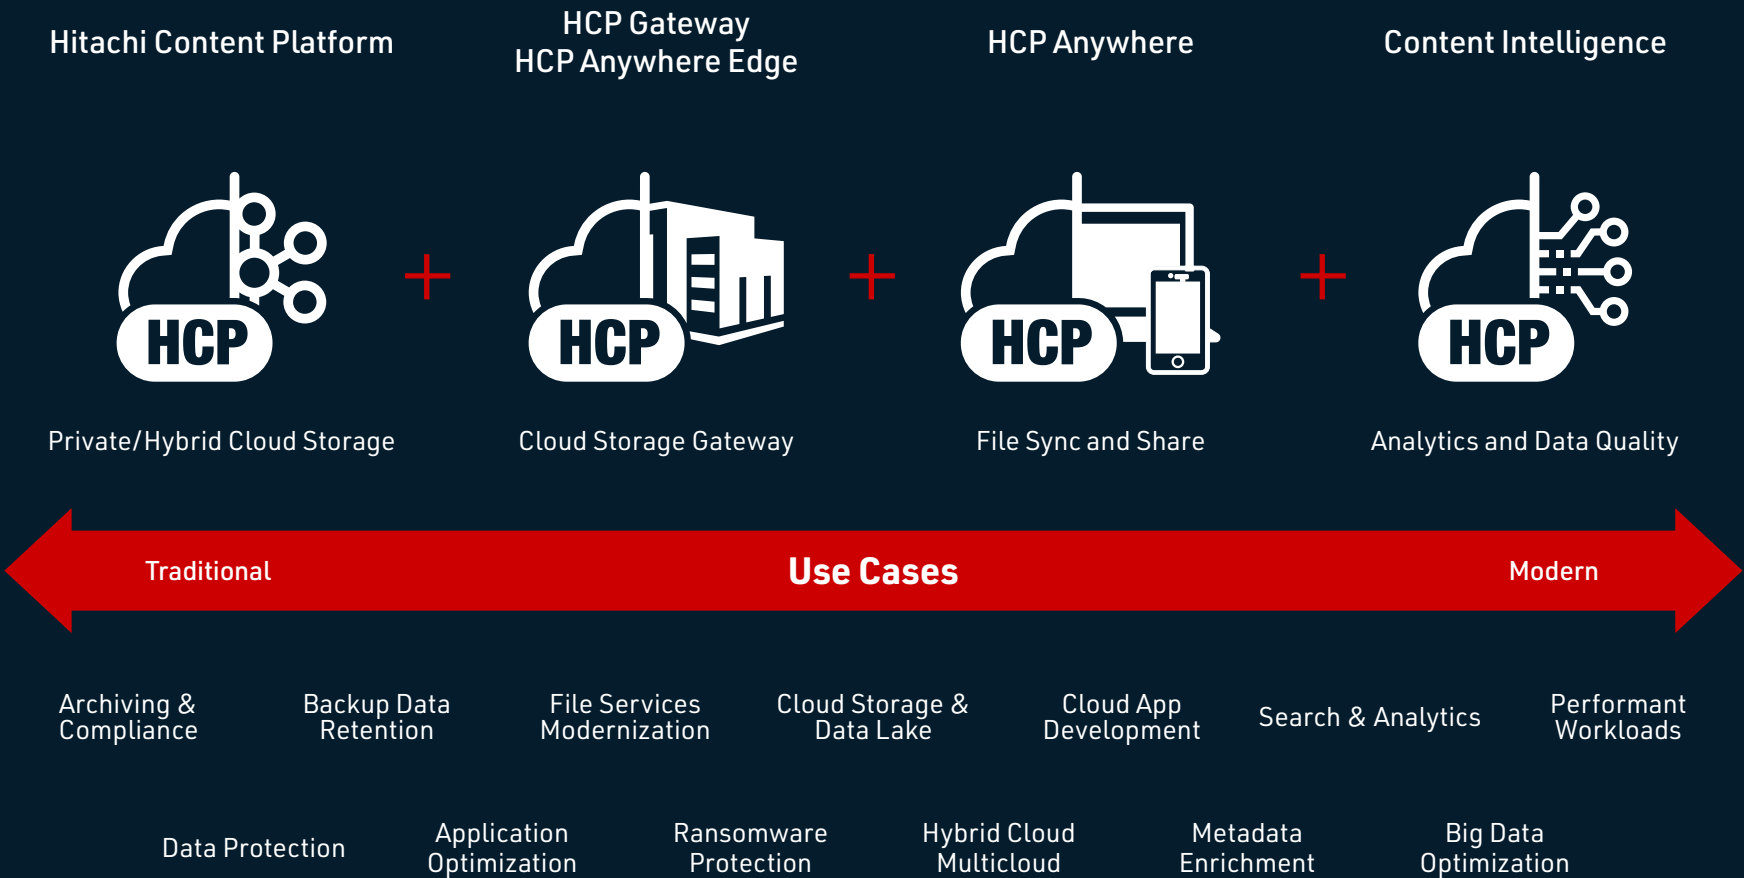 Hitachi Content Platform
HCP Gateway
HCP Anywhere Edge
HCP Anywhere
Content Intelligence
HCP
HCP
HCP
HCP
Private/Hybrid Cloud Storage
Cloud Storage Gateway
File Sync and Share
Analytics and Data Quality
Traditional
Use Cases
Modern
Archiving &
Compliance
Backup Data
Retention
File Services
Modernization
Cloud Storage &
Data Lake
Cloud App
Development
Search & Analytics
Performant
Workloads
Data Protection
Application
Optimization
Ransomware
Protection
Hybrid Cloud
Multicloud
Metadata
Enrichment
Big Data
Optimization